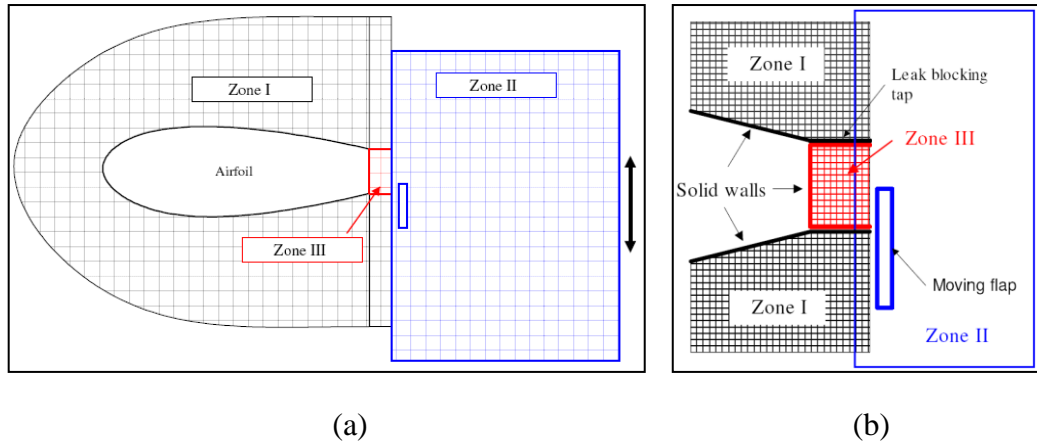 Zone I
Zone II
Airfoil
Zone III
(a)
Zone I
Leak blocking
tap
Zone III
Solid walls
Moving flap
Zone I
Zone II
(b)